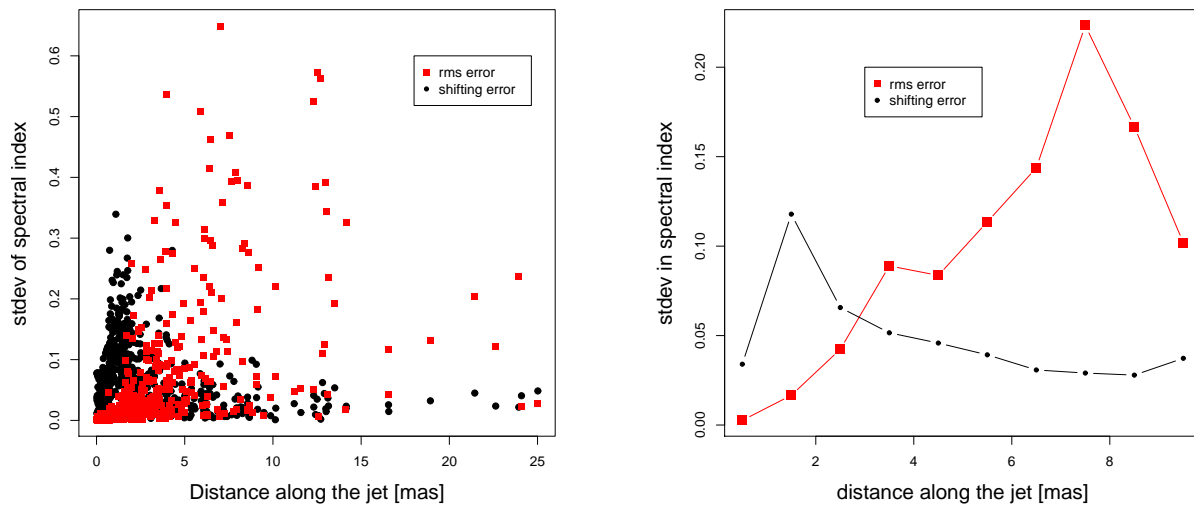 stdev of spectral index
0.0 0.1 0.2 0.3 0.4 0.5 0.6
rms error
shifting error
0 5 10 15 20 25
Distance along the jet [mas]
stdev in spectral index
0.00 0.05 0.10 0.15 0.20
rms error
shifting error
2 4 6 8
distance along the jet [mas]